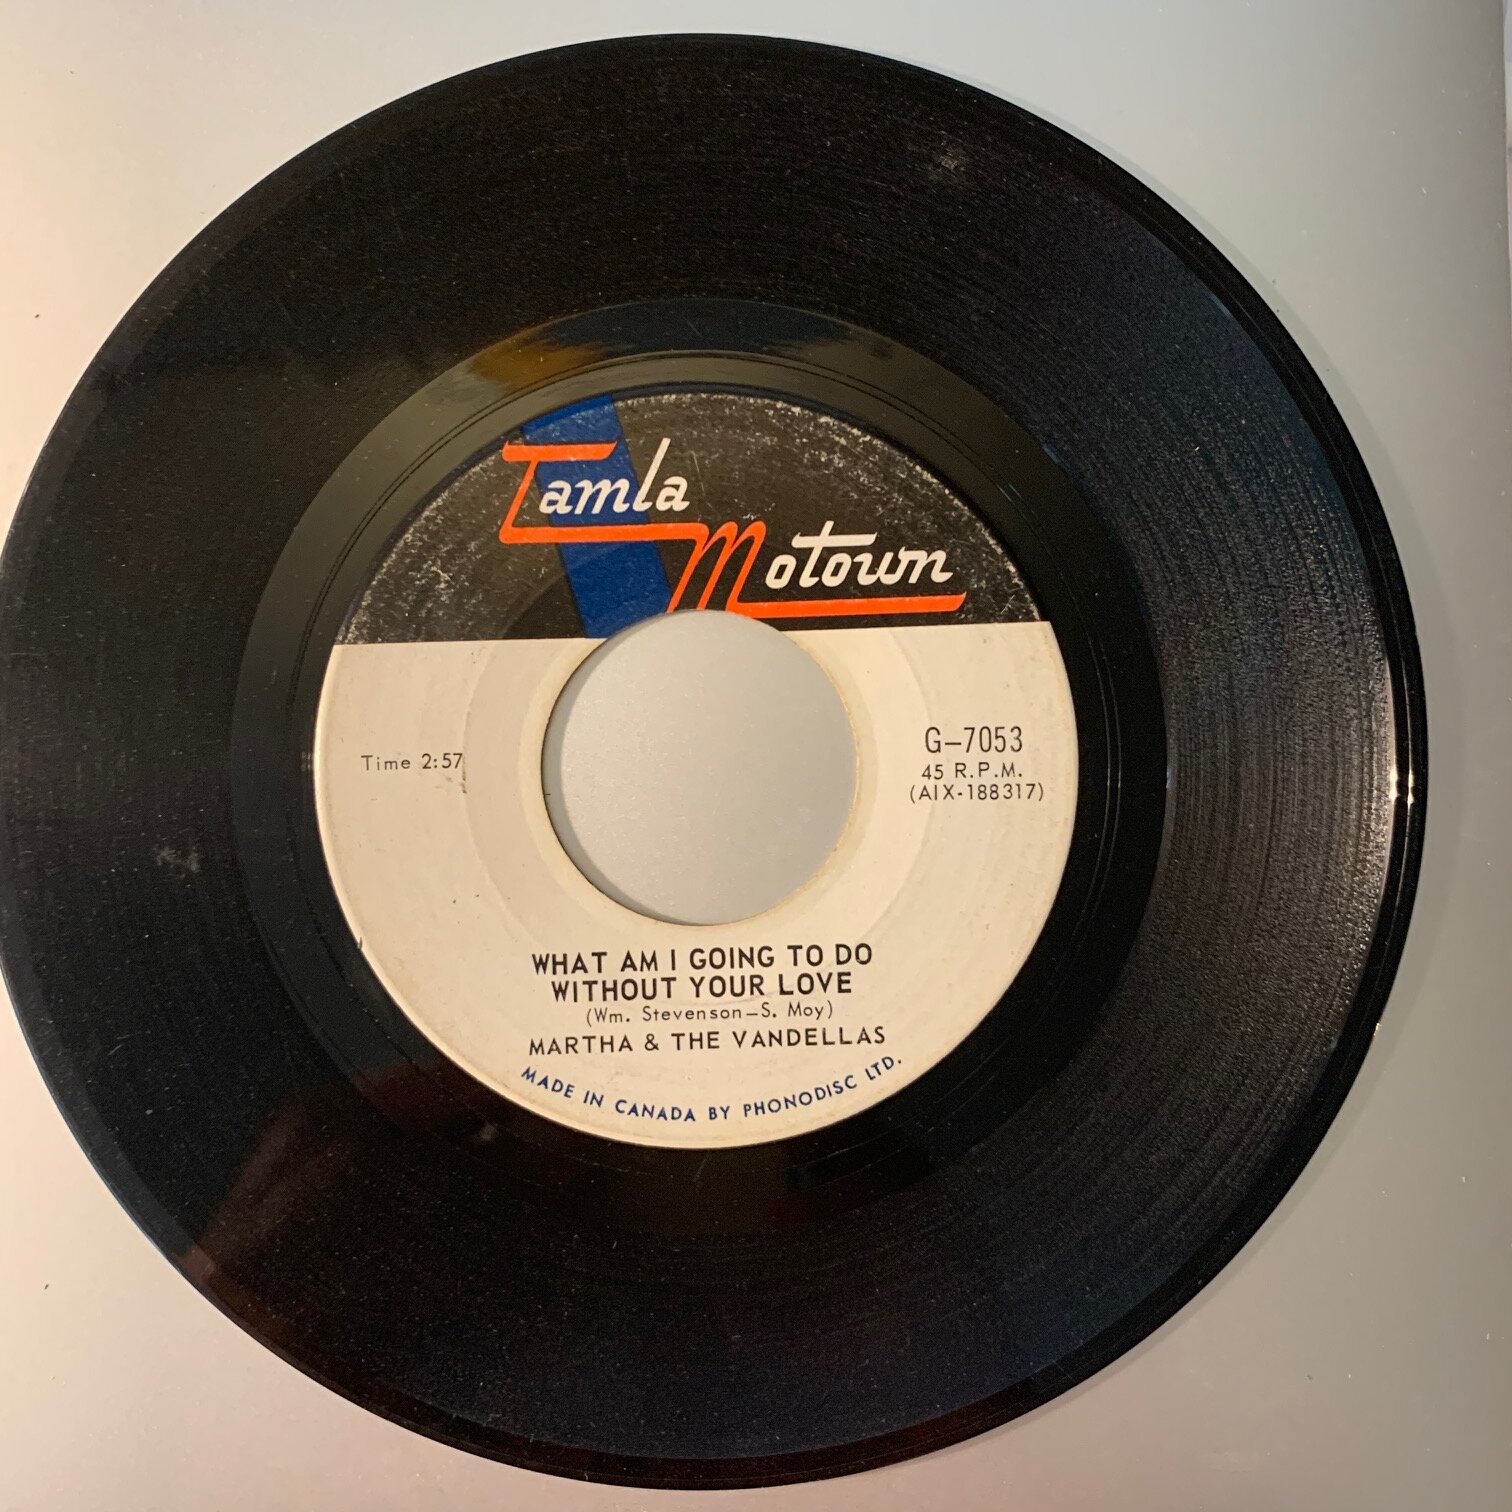 Tamla
Motown
Time 2:57
G-7053
45 R.P.M.
(AIX-188317)
WHAT AM I GOING TO DO
WITHOUT YOUR LOVE
(Wm. Stevenson-S. Moy)
MARTHA & THE VANDELLAS
MADE IN CANADA BY PHONODISC LTD.